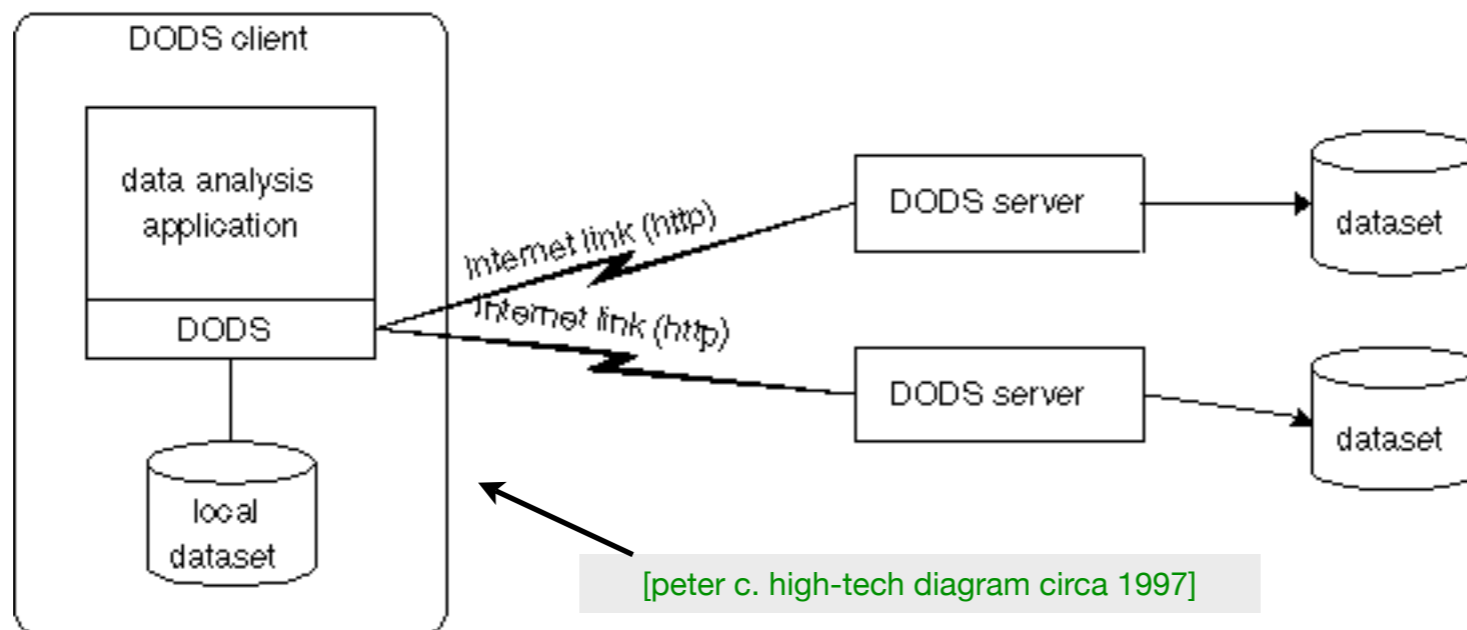 DODS client
data analysis
application
DODS
local
dataset
Internet link (http)
Internet link (http)
DODS server
dataset
DODS server
dataset
[peter c. high-tech diagram circa 1997]